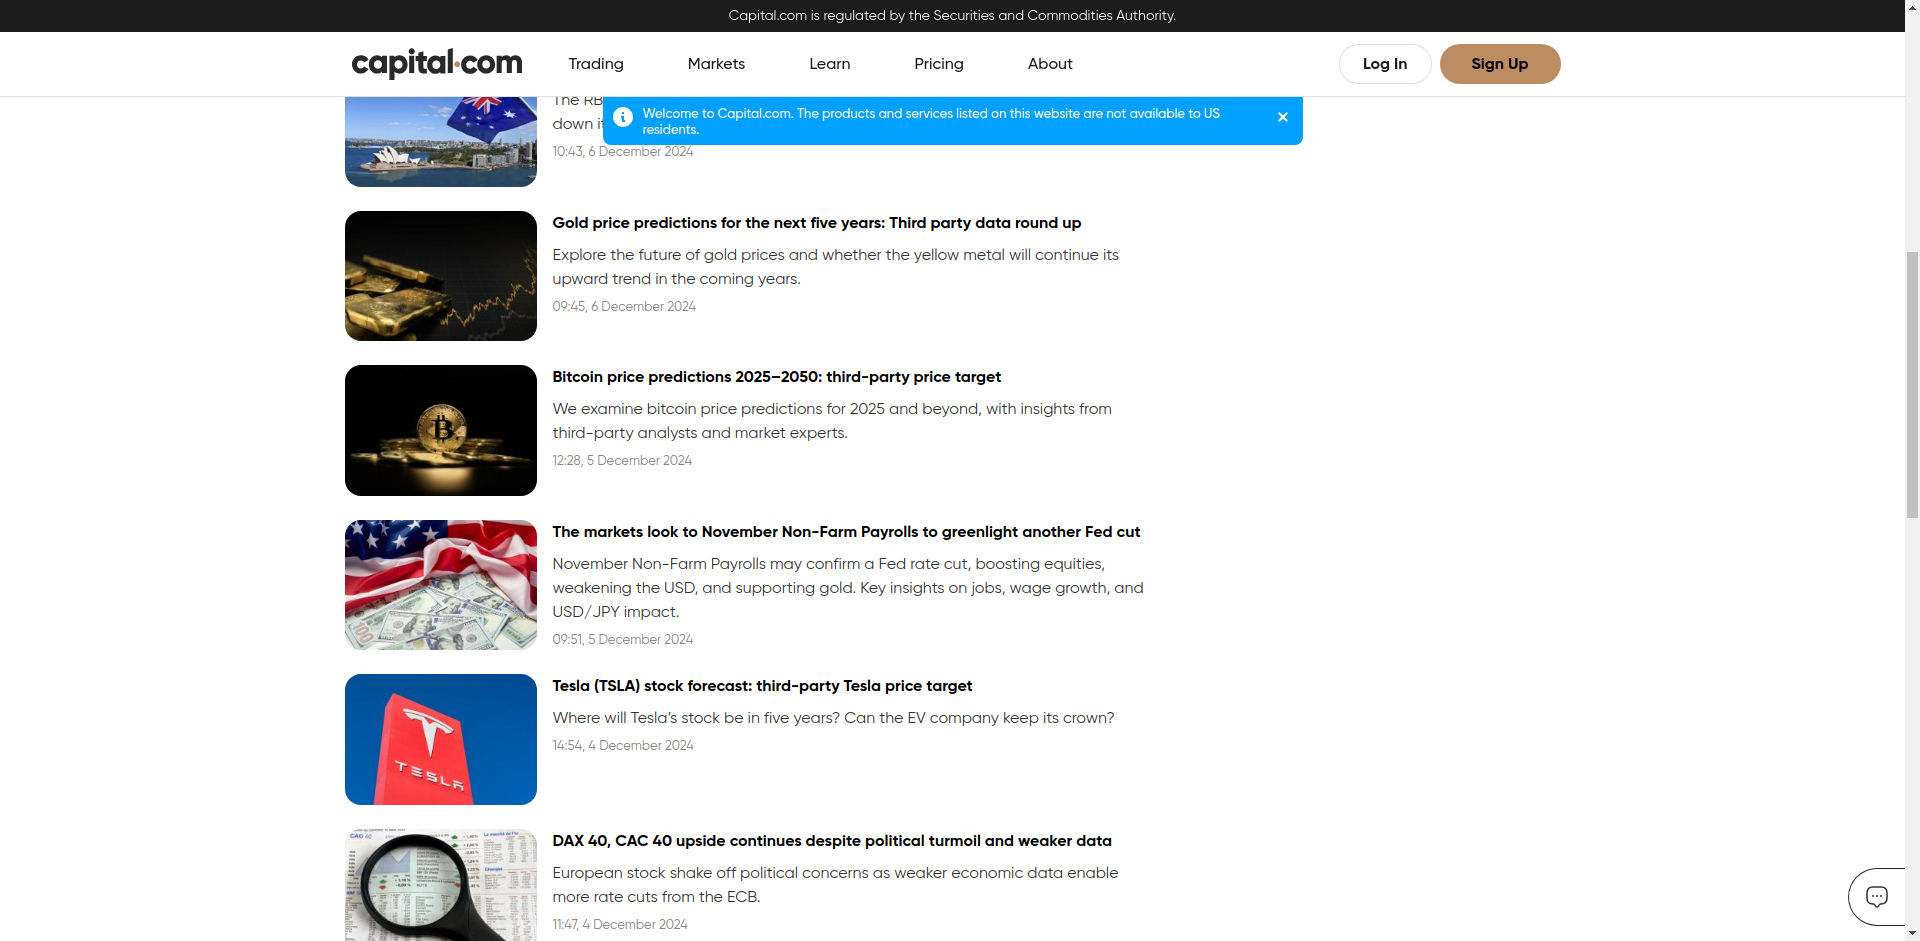 Capital.com is regulated by the Securities and Commodities Authority.
capital.com
Trading
Markets
Learn
Pricing
About
Log In
Sign Up
Welcome to Capital.com. The products and services listed on this website are not available to US
residents.
The RB
down it
10:43, 6 December 2024
Gold price predictions for the next five years: Third party data round up
Explore the future of gold prices and whether the yellow metal will continue its
upward trend in the coming years.
09:45, 6 December 2024
Bitcoin price predictions 2025–2050: third-party price target
We examine bitcoin price predictions for 2025 and beyond, with insights from
third-party analysts and market experts.
12:28, 5 December 2024
The markets look to November Non-Farm Payrolls to greenlight another Fed cut
November Non-Farm Payrolls may confirm a Fed rate cut, boosting equities,
weakening the USD, and supporting gold. Key insights on jobs, wage growth, and
USD/JPY impact.
09:51, 5 December 2024
Tesla (TSLA) stock forecast: third-party Tesla price target
Where will Tesla's stock be in five years? Can the EV company keep its crown?
14:54, 4 December 2024
TESLA
DAX 40, CAC 40 upside continues despite political turmoil and weaker data
European stock shake off political concerns as weaker economic data enable
more rate cuts from the ECB.
11:47, 4 December 2024
CAC 40